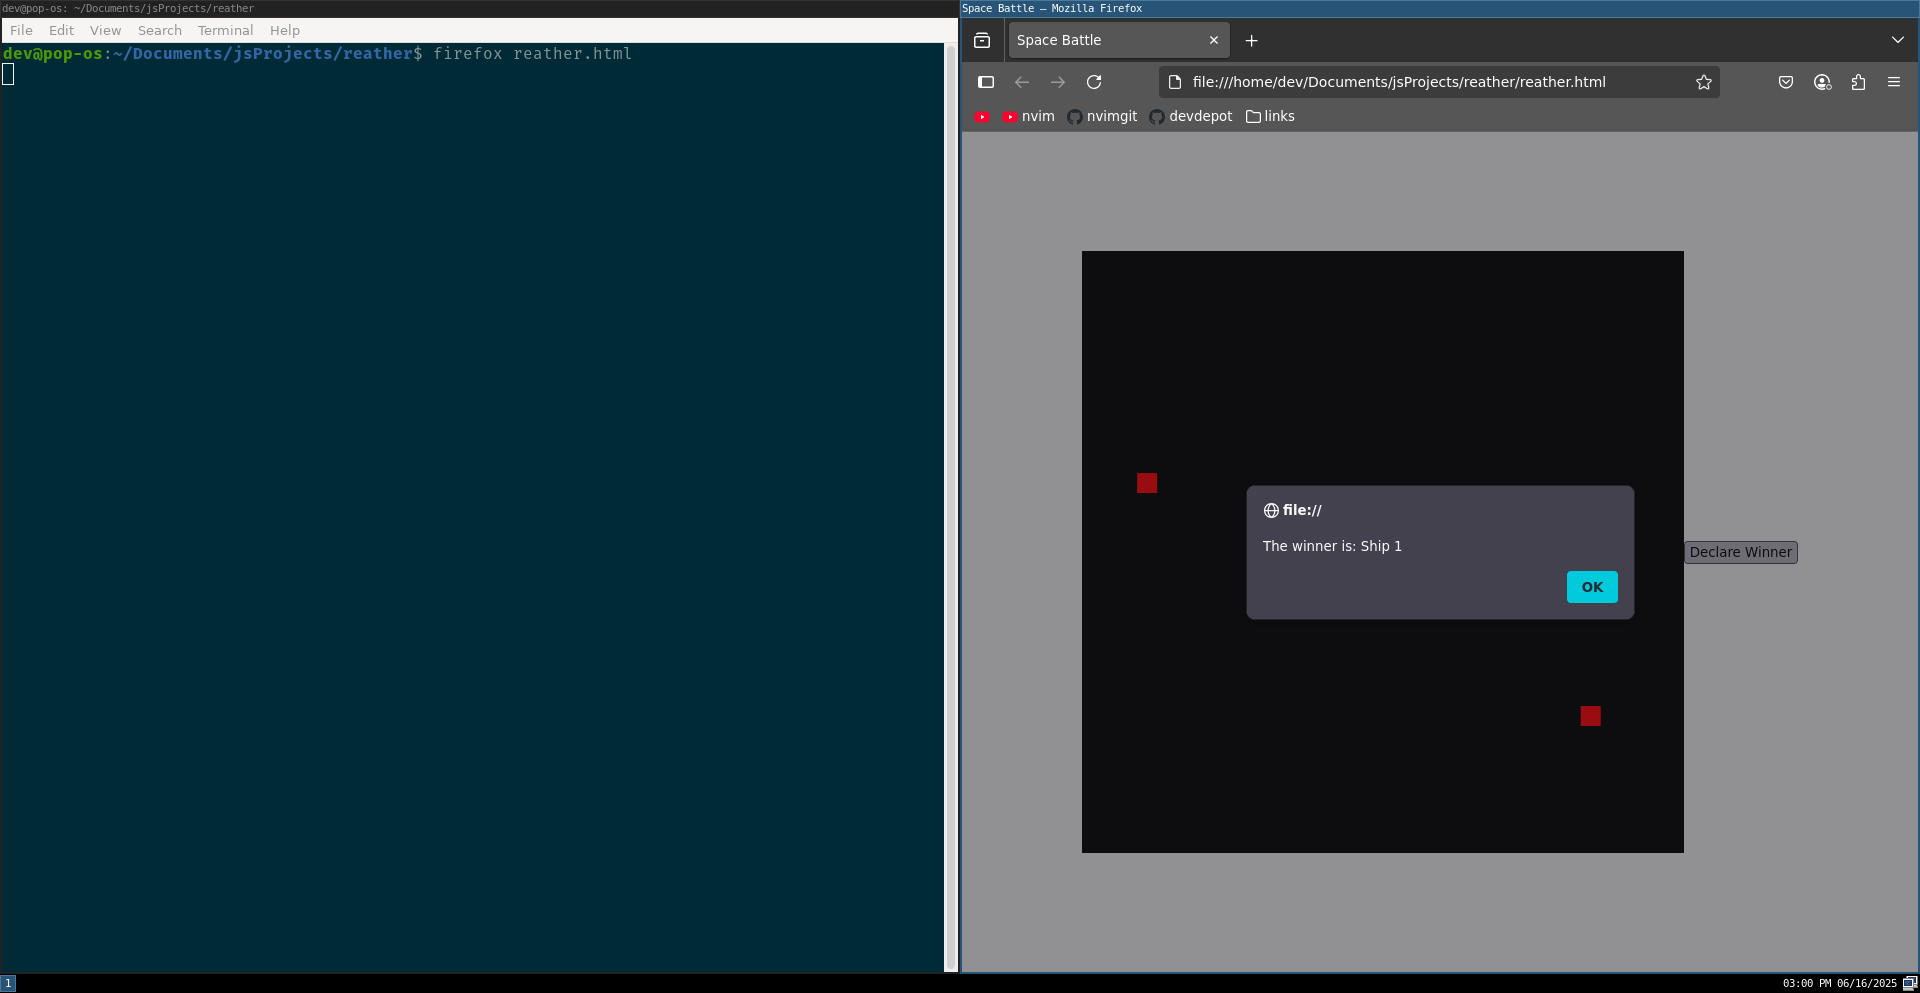 dev@pop-os: ~/Documents/jsProjects/reather
File Edit View Search Terminal Help
dev@pop-os:~/Documents/jsProjects/reather$ firefox reather.html
Space Battle — Mozilla Firefox
Space Battle
file:///home/dev/Documents/jsProjects/reather/reather.html
nvim nvimgit devdepot links
file://
The winner is: Ship 1
OK
Declare Winner
1
03:00 PM 06/16/2025